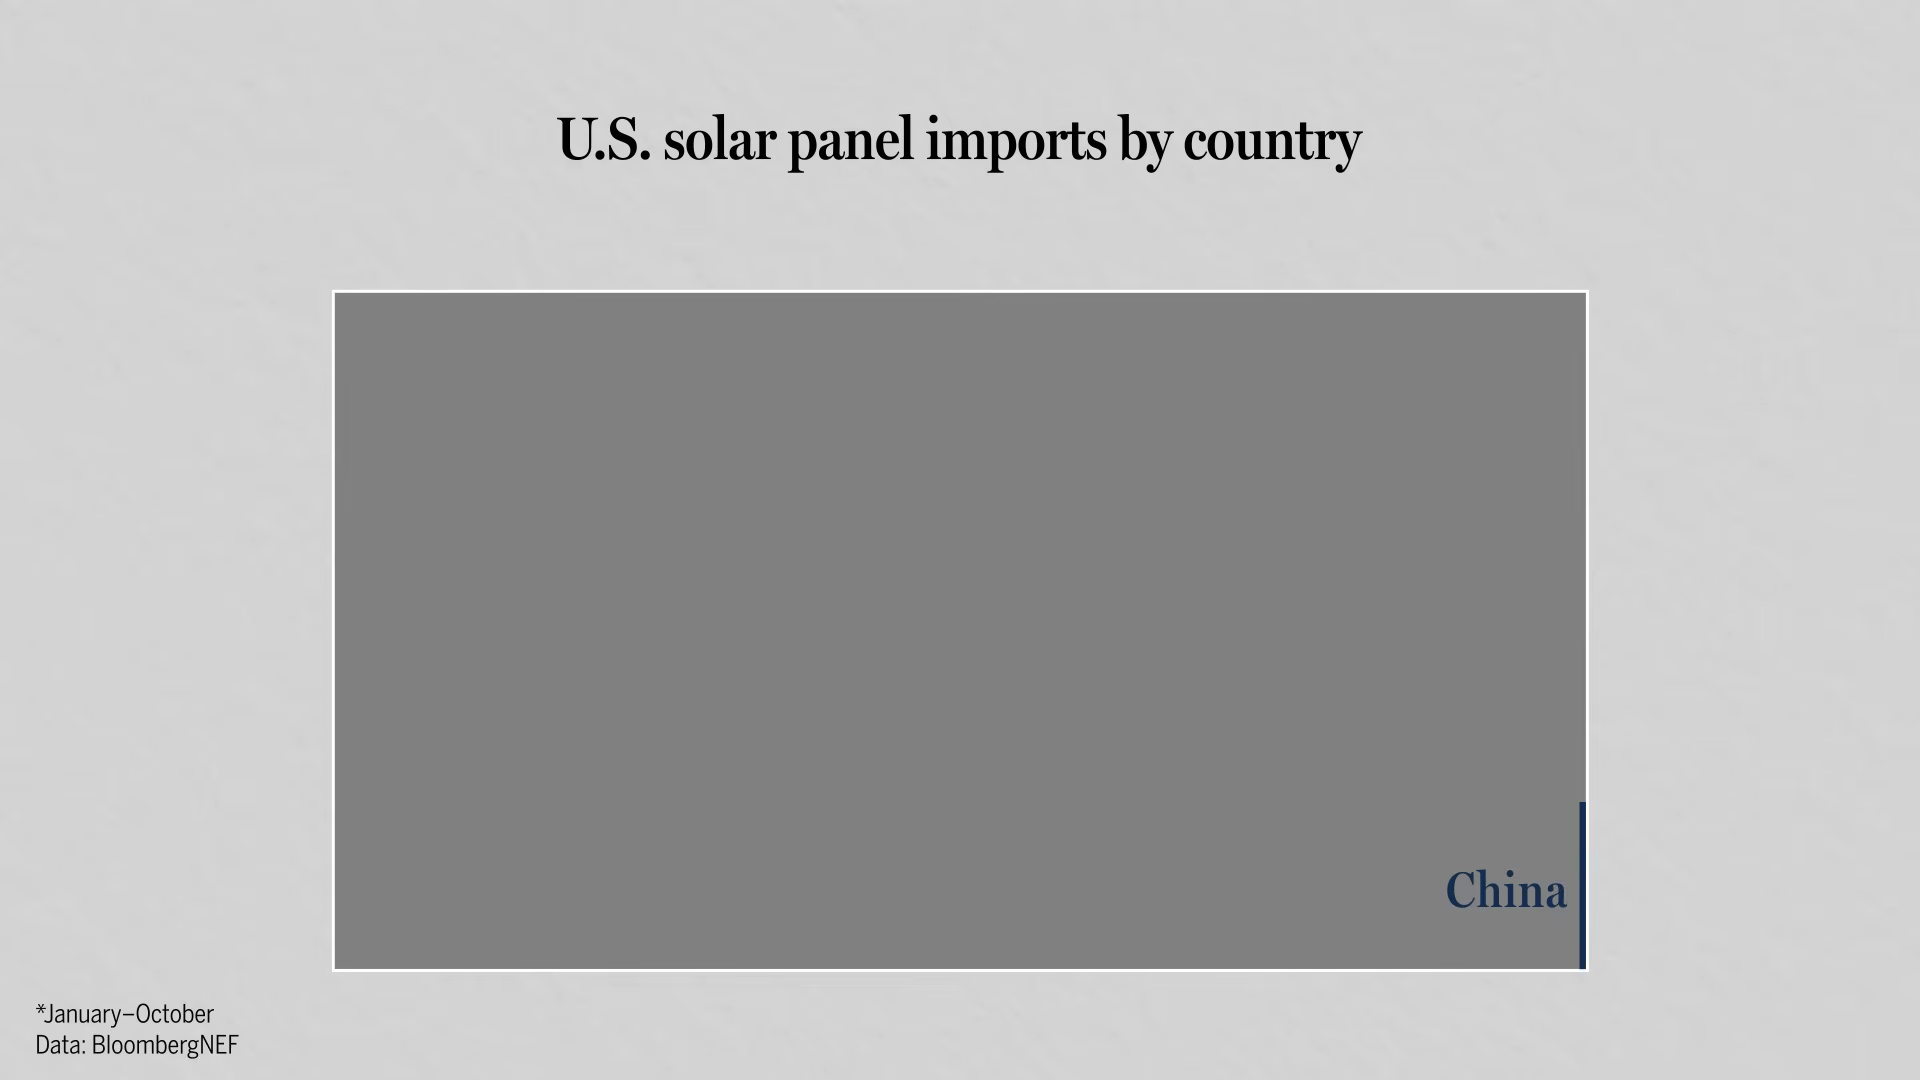 U.S. solar panel imports by country
China
*January–October
Data: BloombergNEF